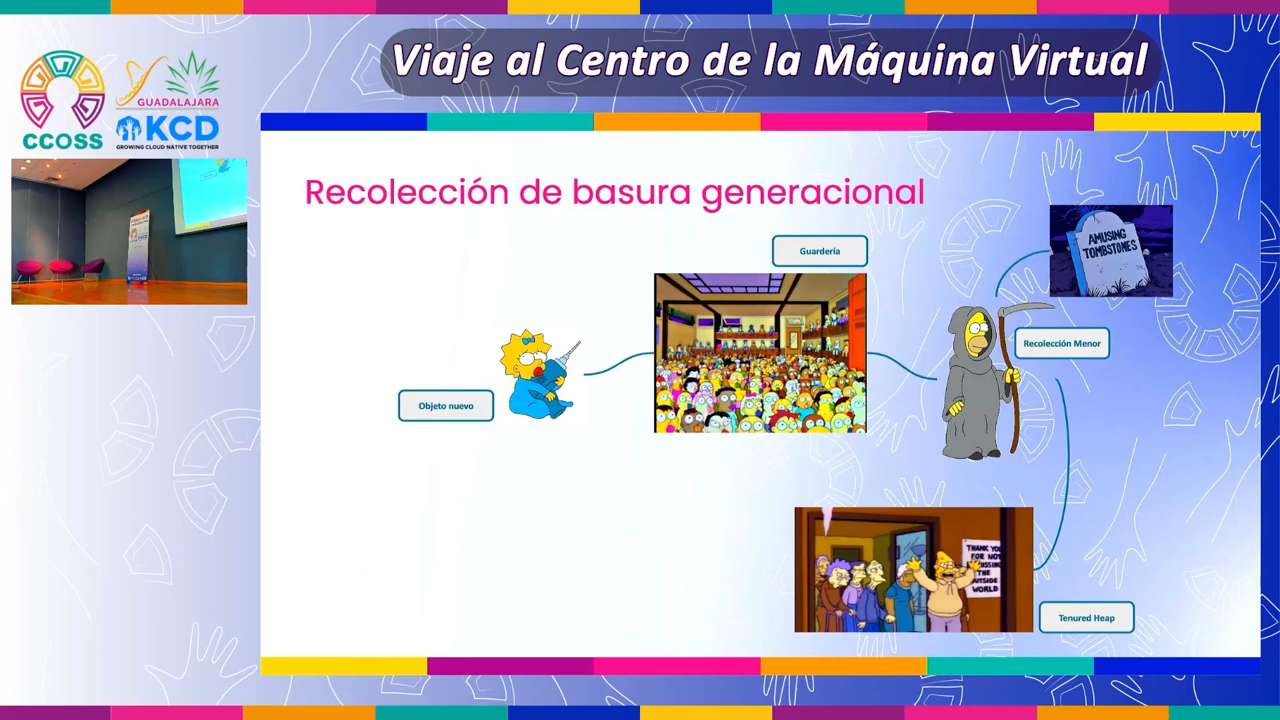 Viaje al Centro de la Máquina Virtual
GUADALAJARA
CCOSS
KCD
GROWING CLOUD NATIVE TOGETHER
Recolección de basura generacional
Guardería
AMUSING
TOMBSTONES
Recolección Menor
Objeto nuevo
THANK YOU
FOR NOT
THE
OUTSIDE
WORLD
Tenured Heap